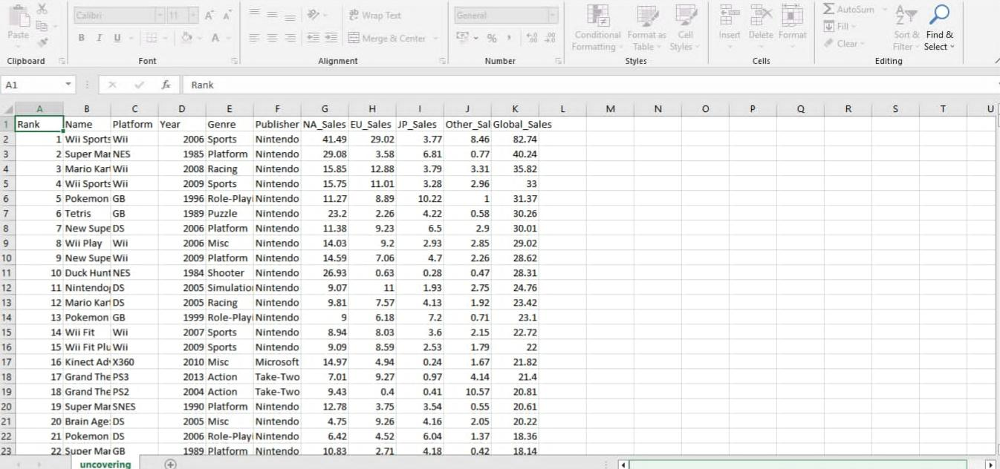 Calibri 11 A A Wrap Text General AutoSum
Paste B I U A Merge & Center % Conditional Formatting Format as Table Cell Styles Insert Delete Format Fill Clear Sort & Filter Find & Select
Clipboard Font Alignment Number Styles Cells Editing
A1 fx Rank
A B C D E F G H I J K L M N O P Q R S T U
1 Rank Name Platform Year Genre Publisher NA_Sales EU_Sales JP_Sales Other_Sal Global_Sales
2 1 Wii Sports Wii 2006 Sports Nintendo 41.49 29.02 3.77 8.46 82.74
3 2 Super Mar NES 1985 Platform Nintendo 29.08 3.58 6.81 0.77 40.24
4 3 Mario Kar Wii 2008 Racing Nintendo 15.85 12.88 3.79 3.31 35.82
5 4 Wii Sports Wii 2009 Sports Nintendo 15.75 11.01 3.28 2.96 33
6 5 Pokemon GB 1996 Role-Playi Nintendo 11.27 8.89 10.22 1 31.37
7 6 Tetris GB 1989 Puzzle Nintendo 23.2 2.26 4.22 0.58 30.26
8 7 New Supe DS 2006 Platform Nintendo 11.38 9.23 6.5 2.9 30.01
9 8 Wii Play Wii 2006 Misc Nintendo 14.03 9.2 2.93 2.85 29.02
10 9 New Supe Wii 2009 Platform Nintendo 14.59 7.06 4.7 2.26 28.62
11 10 Duck Hunt NES 1984 Shooter Nintendo 26.93 0.63 0.28 0.47 28.31
12 11 Nintendo DS 2005 Simulatio Nintendo 9.07 11 1.93 2.75 24.76
13 12 Mario Kar DS 2005 Racing Nintendo 9.81 7.57 4.13 1.92 23.42
14 13 Pokemon GB 1999 Role-Playi Nintendo 9 6.18 7.2 0.71 23.1
15 14 Wii Fit Wii 2007 Sports Nintendo 8.94 8.03 3.6 2.15 22.72
16 15 Wii Fit Plu Wii 2009 Sports Nintendo 9.09 8.59 2.53 1.79 22
17 16 Kinect Ad X360 2010 Misc Microsoft 14.97 4.94 0.24 1.67 21.82
18 17 Grand The PS3 2013 Action Take-Two 7.01 9.27 0.97 4.14 21.4
19 18 Grand The PS2 2004 Action Take-Two 9.43 0.4 0.41 10.57 20.81
20 19 Super Mar SNES 1990 Platform Nintendo 12.78 3.75 3.54 0.55 20.61
21 20 Brain Age: DS 2005 Misc Nintendo 4.75 9.26 4.16 2.05 20.22
22 21 Pokemon DS 2006 Role-Playi Nintendo 6.42 4.52 6.04 1.37 18.36
23 22 Super Mar GB 1989 Platform Nintendo 10.83 2.71 4.18 0.42 18.14
uncovering